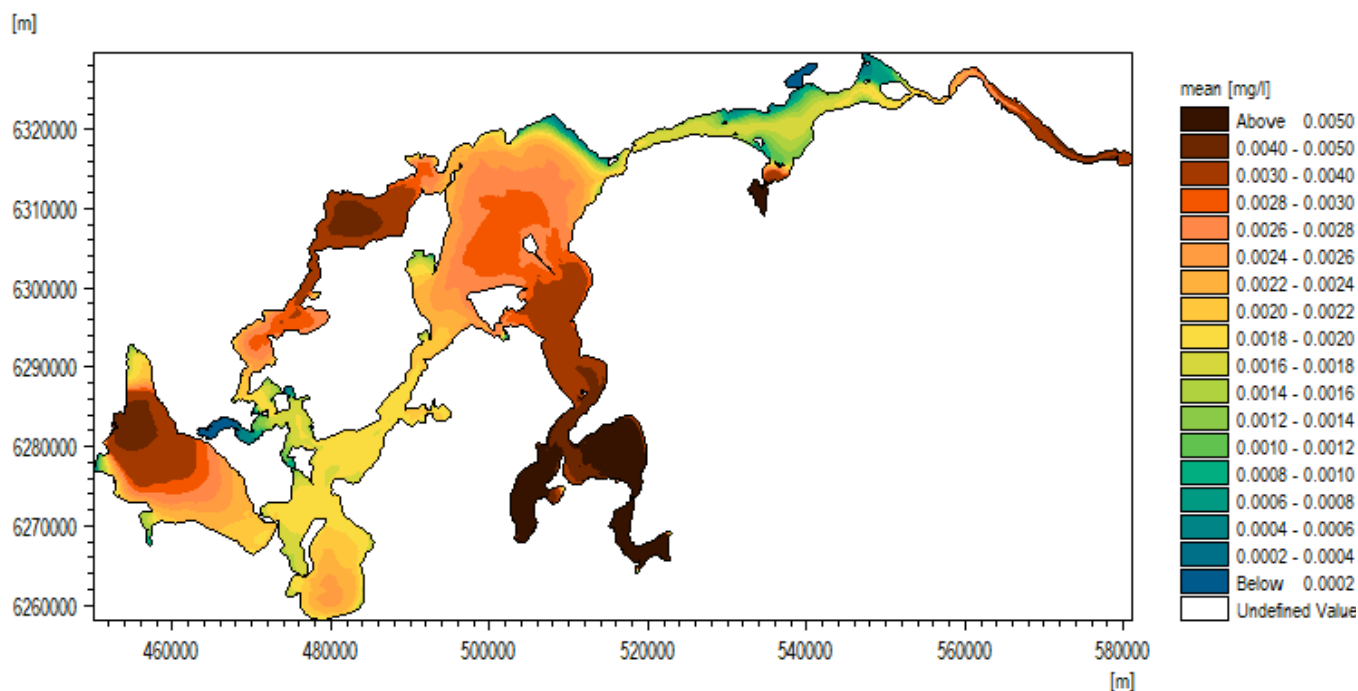 [m]
6320000
6310000
6300000
6290000
6280000
6270000
6260000
460000 480000 500000 520000 540000 560000 580000
[m]
mean [mg/l]
Above 0.0050
0.0040 - 0.0050
0.0030 - 0.0040
0.0028 - 0.0030
0.0026 - 0.0028
0.0024 - 0.0026
0.0022 - 0.0024
0.0020 - 0.0022
0.0018 - 0.0020
0.0016 - 0.0018
0.0014 - 0.0016
0.0012 - 0.0014
0.0010 - 0.0012
0.0008 - 0.0010
0.0006 - 0.0008
0.0004 - 0.0006
0.0002 - 0.0004
Below 0.0002
Undefined Value